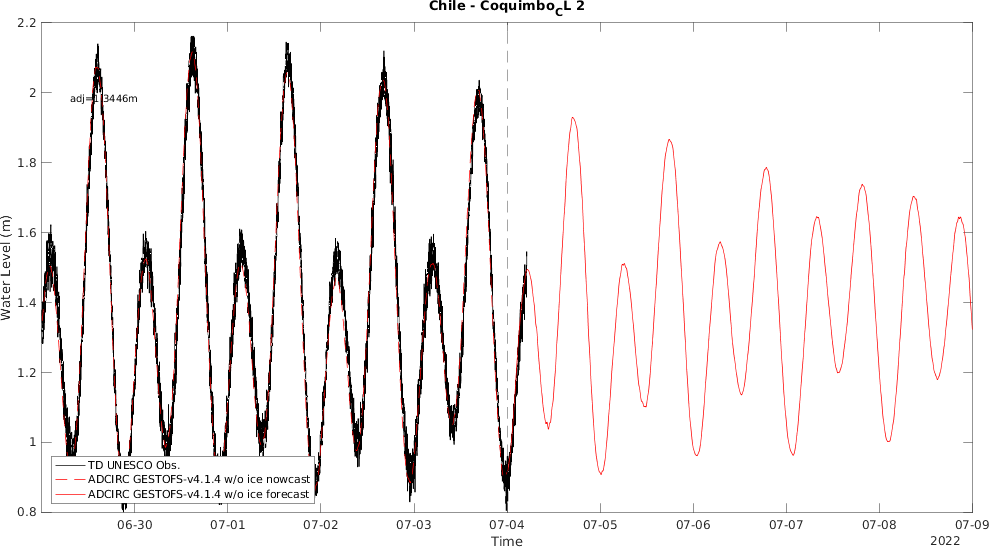 Chile - Coquimbo_CL 2
2.2
2
1.8
1.6
1.4
1.2
1
0.8
Water Level (m)
adj=1.3446m
TD UNESCO Obs.
ADCIRC GESTOFS-v4.1.4 w/o ice nowcast
ADCIRC GESTOFS-v4.1.4 w/o ice forecast
06-30
07-01
07-02
07-03
07-04
07-05
07-06
07-07
07-08
07-09
Time
2022